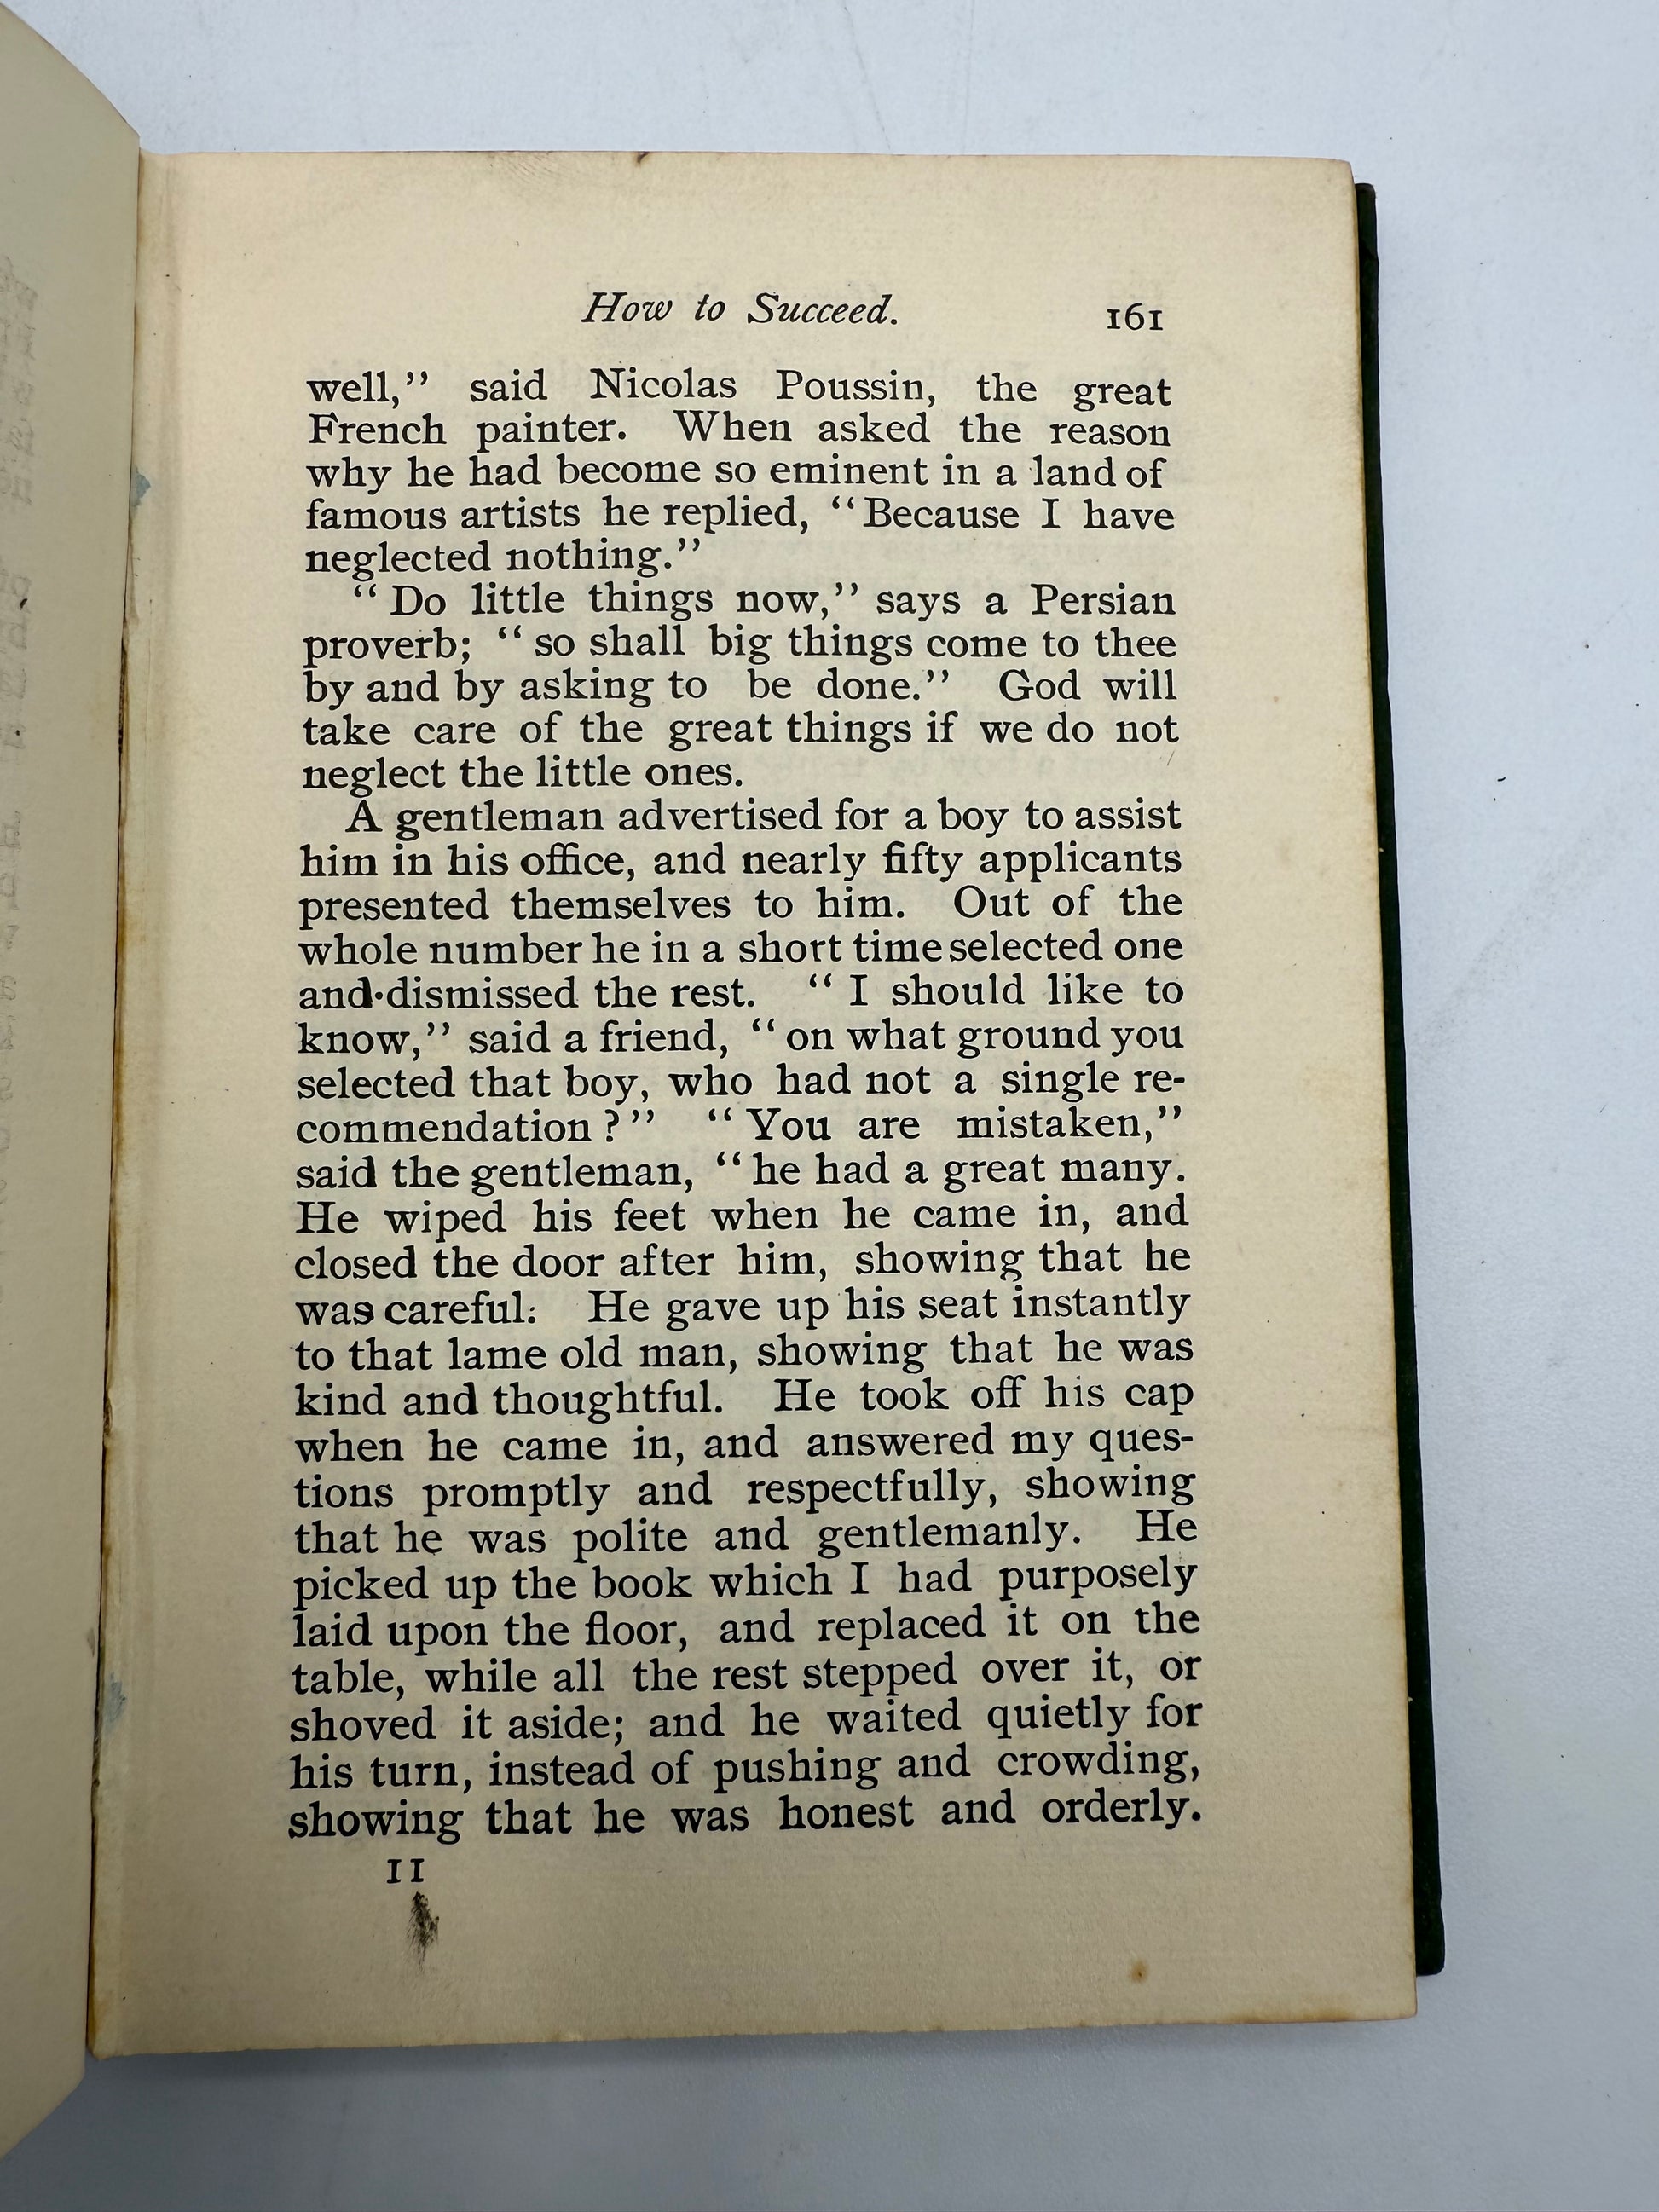 How to Succeed. 161
well,” said Nicolas Poussin, the great
French painter. When asked the reason
why he had become so eminent in a land of
famous artists he replied, “Because I have
neglected nothing.”
“Do little things now,” says a Persian
proverb; “so shall big things come to thee
by and by asking to be done.” God will
take care of the great things if we do not
neglect the little ones.
A gentleman advertised for a boy to assist
him in his office, and nearly fifty applicants
presented themselves to him. Out of the
whole number he in a short time selected one
and dismissed the rest. “I should like to
know,” said a friend, “on what ground you
selected that boy, who had not a single re-
commendation?” “You are mistaken,”
said the gentleman, “he had a great many.
He wiped his feet when he came in, and
closed the door after him, showing that he
was careful: He gave up his seat instantly
to that lame old man, showing that he was
kind and thoughtful. He took off his cap
when he came in, and answered my ques-
tions promptly and respectfully, showing
that he was polite and gentlemanly. He
picked up the book which I had purposely
laid upon the floor, and replaced it on the
table, while all the rest stepped over it, or
shoved it aside; and he waited quietly for
his turn, instead of pushing and crowding,
showing that he was honest and orderly.
11